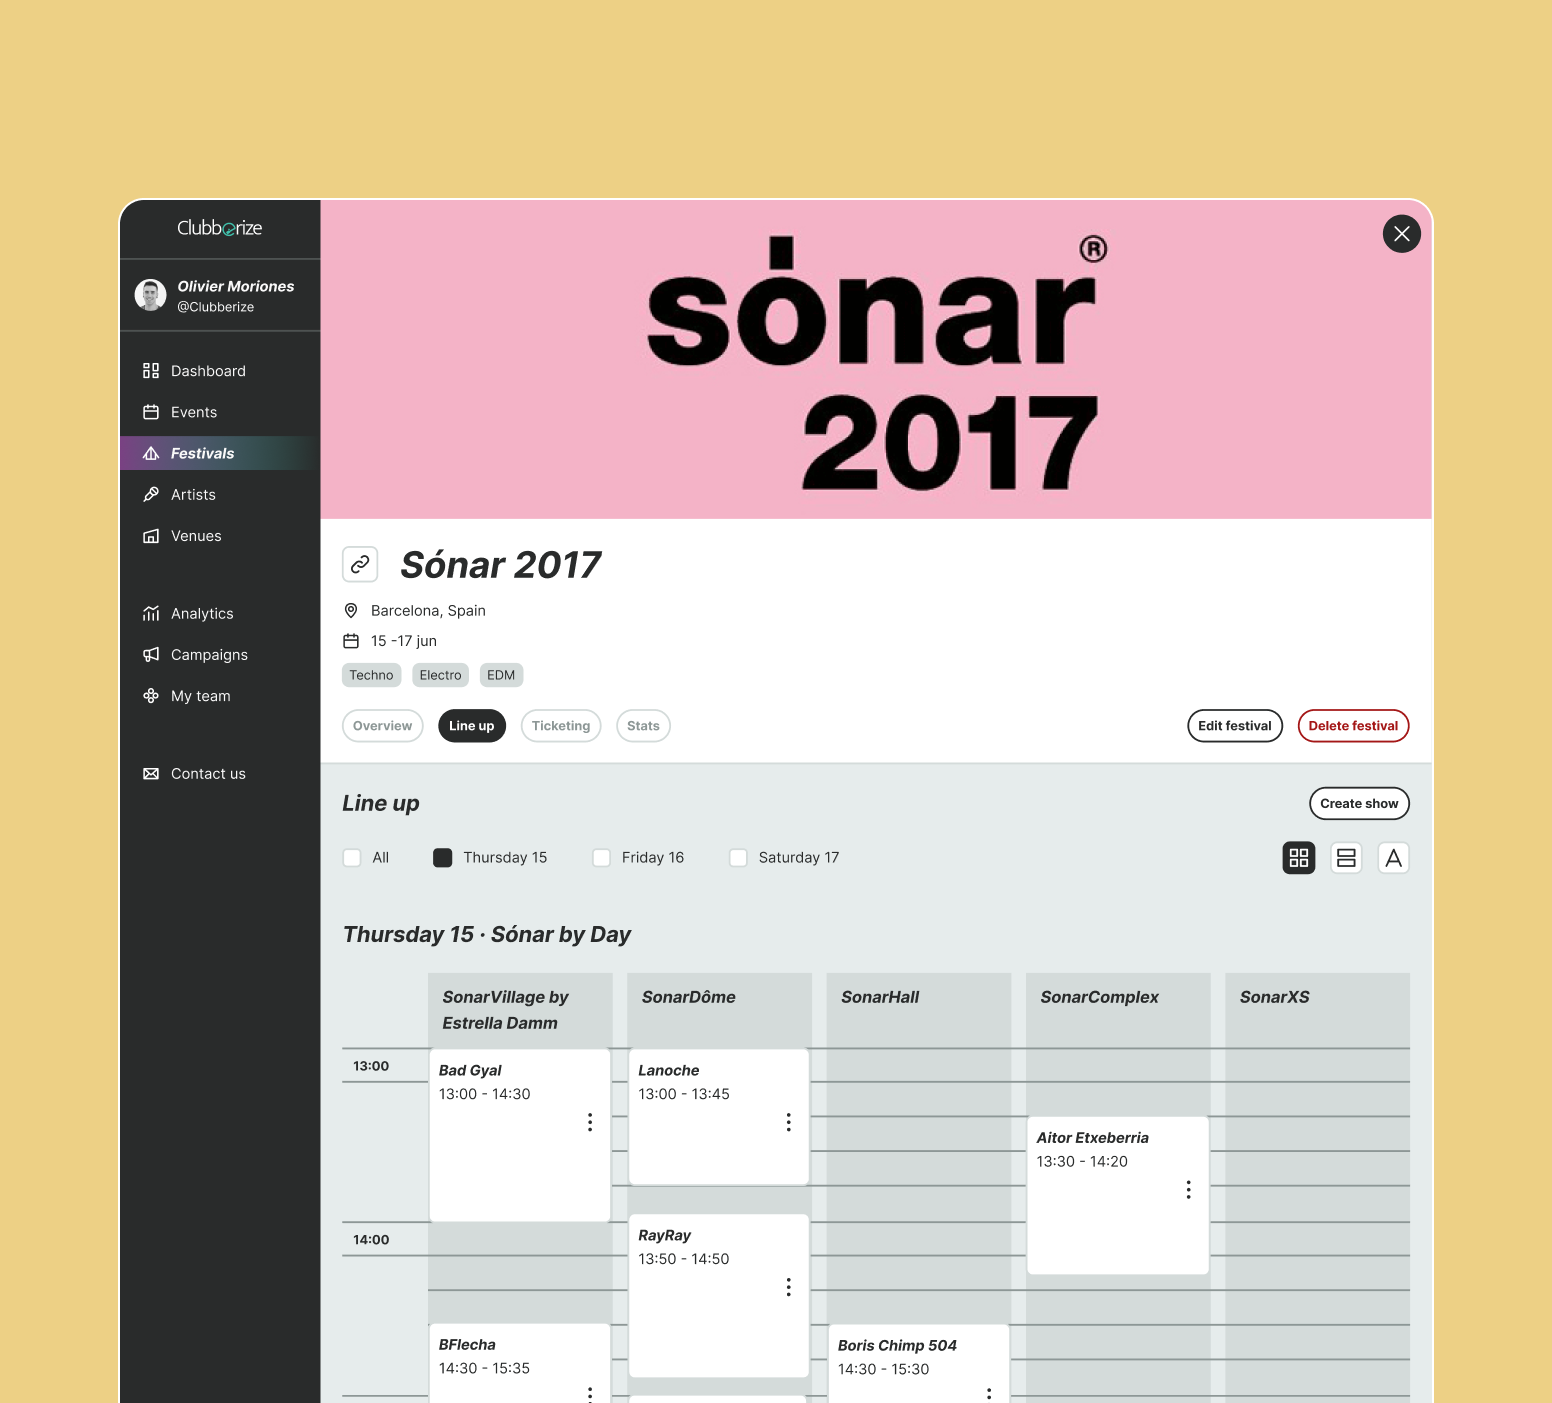 Clubberize
Olivier Moriones
@Clubberize
Dashboard
Events
Festivals
Artists
Venues
Analytics
Campaigns
My team
Contact us
sónar®
2017
Sónar 2017
Barcelona, Spain
15 -17 jun
Techno Electro EDM
Overview Line up Ticketing Stats Edit festival Delete festival
Line up Create show
All Thursday 15 Friday 16 Saturday 17
Thursday 15 · Sónar by Day
SonarVillage by
Estrella Damm
SonarDôme
SonarHall
SonarComplex
SonarXS
13:00
Bad Gyal
13:00 - 14:30
Lanoche
13:00 - 13:45
Aitor Etxeberria
13:30 - 14:20
14:00
RayRay
13:50 - 14:50
BFlecha
14:30 - 15:35
Boris Chimp 504
14:30 - 15:30